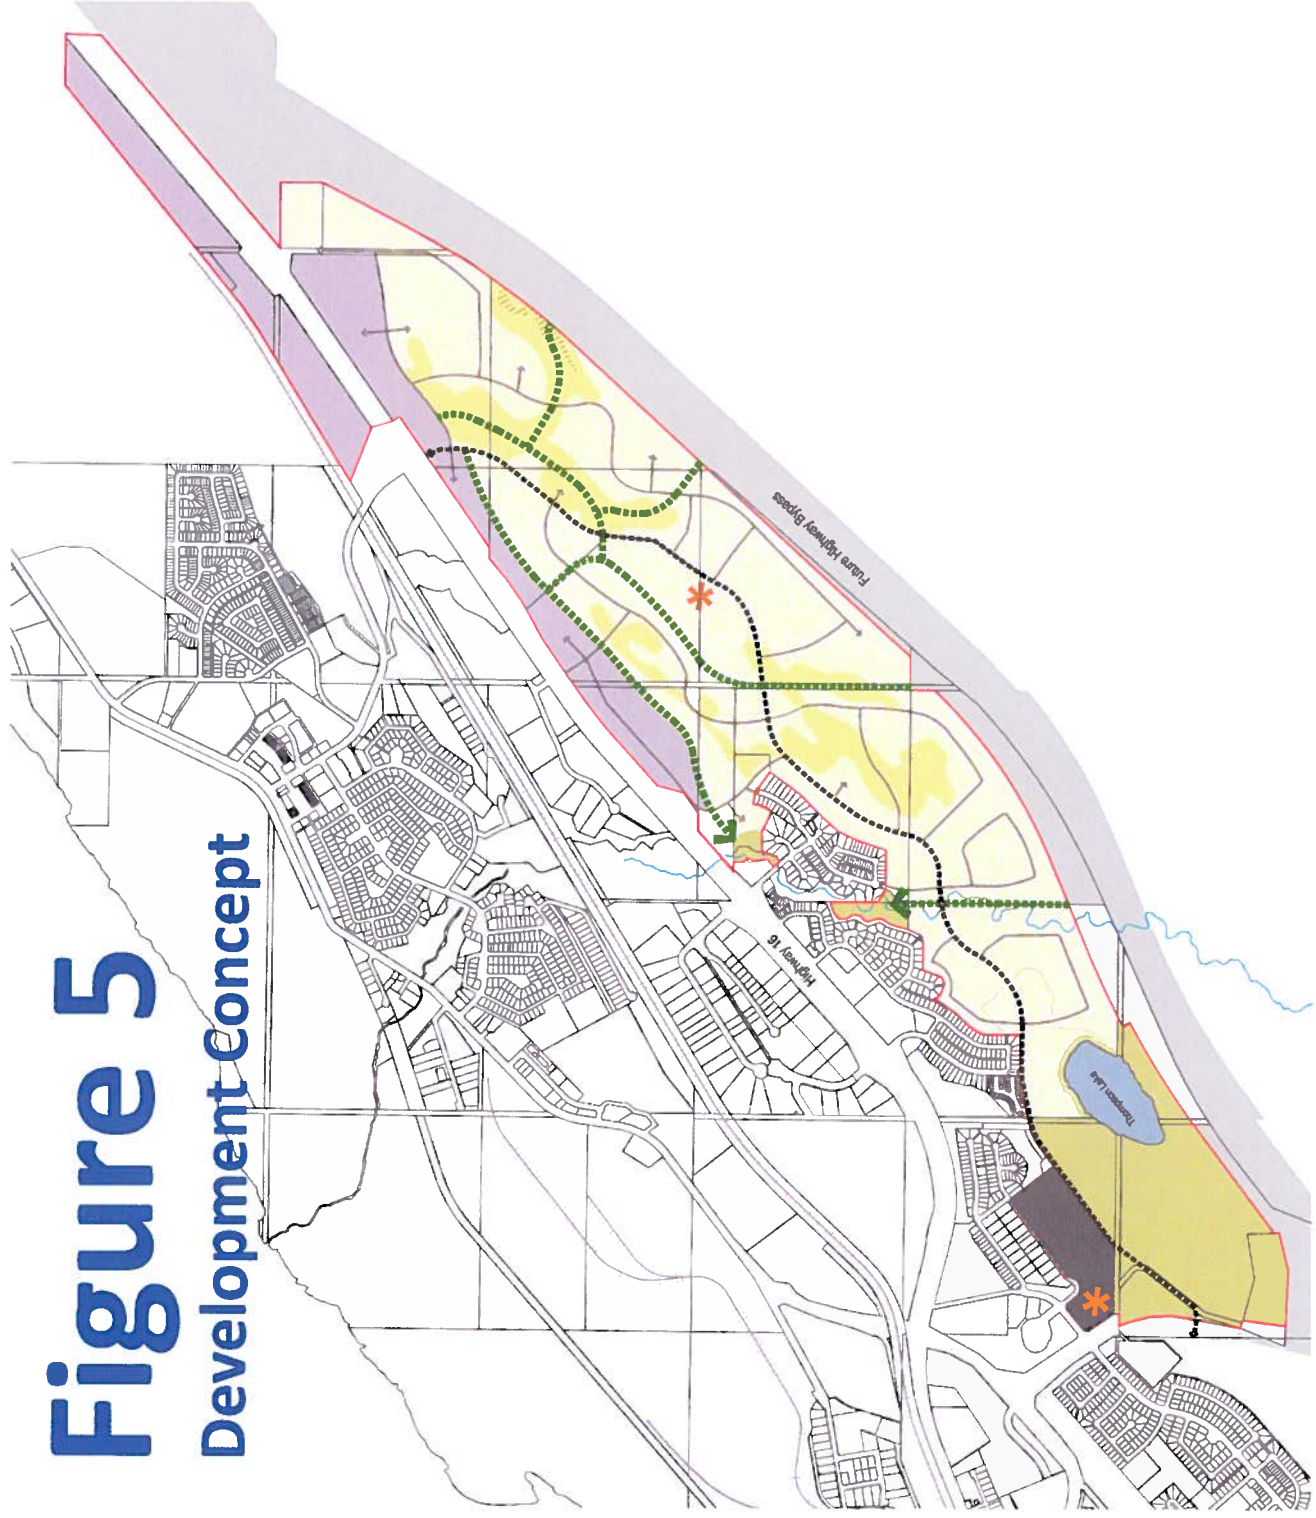 Figure 5
Development Concept
Highway 16
Future Highway Bypass
Thompson Lake